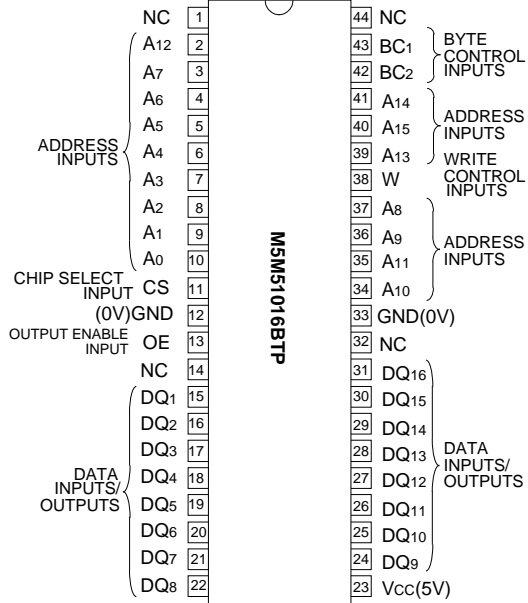 NC 1
A12 2
A7 3
A6 4
A5 5
A4 6
A3 7
A2 8
A1 9
A0 10
CS 11
(0V)GND 12
OE 13
NC 14
DQ1 15
DQ2 16
DQ3 17
DQ4 18
DQ5 19
DQ6 20
DQ7 21
DQ8 22
ADDRESS
INPUTS
CHIP SELECT
INPUT
OUTPUT ENABLE
INPUT
DATA
INPUTS/
OUTPUTS
M5M51016BTP
44 NC
43 BC1
42 BC2
41 A14
40 A15
39 A13
38 W
37 A8
36 A9
35 A11
34 A10
33 GND(0V)
32 NC
31 DQ16
30 DQ15
29 DQ14
28 DQ13
27 DQ12
26 DQ11
25 DQ10
24 DQ9
23 VCC(5V)
BYTE
CONTROL
INPUTS
ADDRESS
INPUTS
WRITE
CONTROL
INPUTS
ADDRESS
INPUTS
DATA
INPUTS/
OUTPUTS